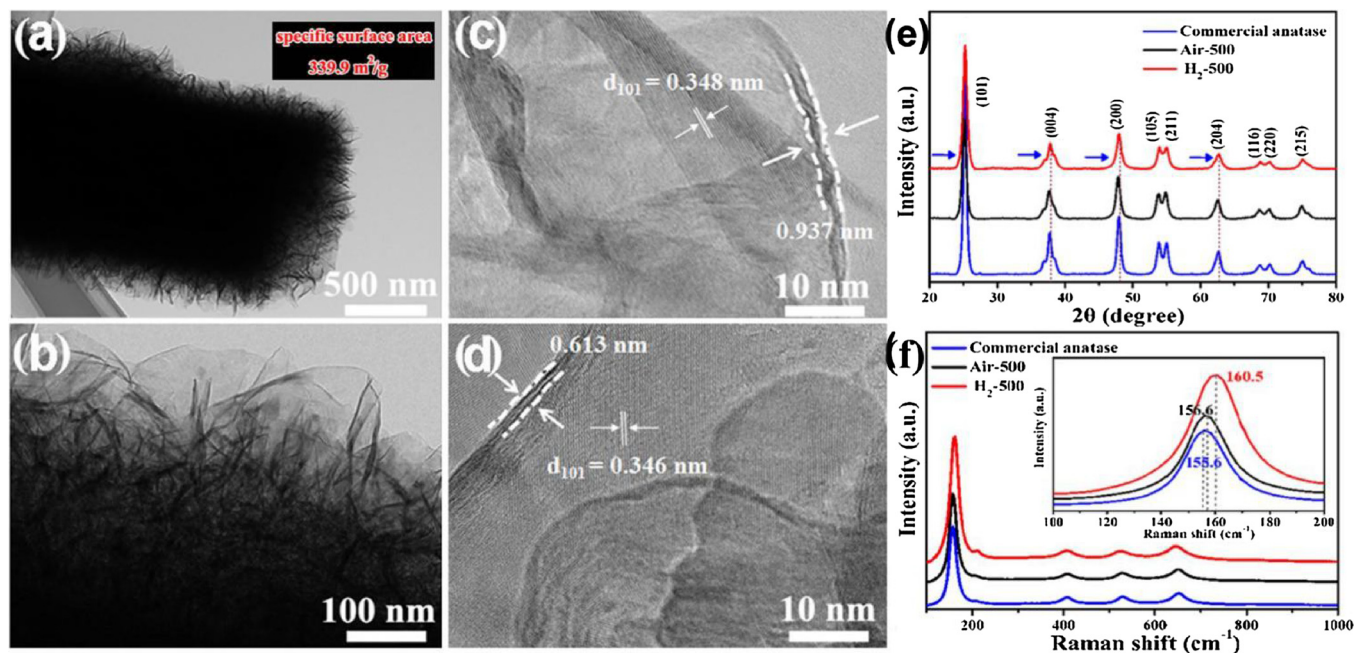 (a)
specific surface area
339.9 m²/g
500 nm
(b)
100 nm
(c)
d₁₀₁ = 0.348 nm
0.937 nm
10 nm
(d)
0.613 nm
d₁₀₁ = 0.346 nm
10 nm
(e)
Commercial anatase
Air-500
H₂-500
(101)
(004)
(200)
(105)
(211)
(204)
(116)
(220)
(215)
Intensity (a.u.)
20 30 40 50 60 70 80
2θ (degree)
(f)
Commercial anatase
Air-500
H₂-500
160.5
156.6
155.6
Intensity (a.u.)
100 120 140 160 180 200
Raman shift (cm⁻¹)
Intensity (a.u.)
200 400 600 800 1000
Raman shift (cm⁻¹)